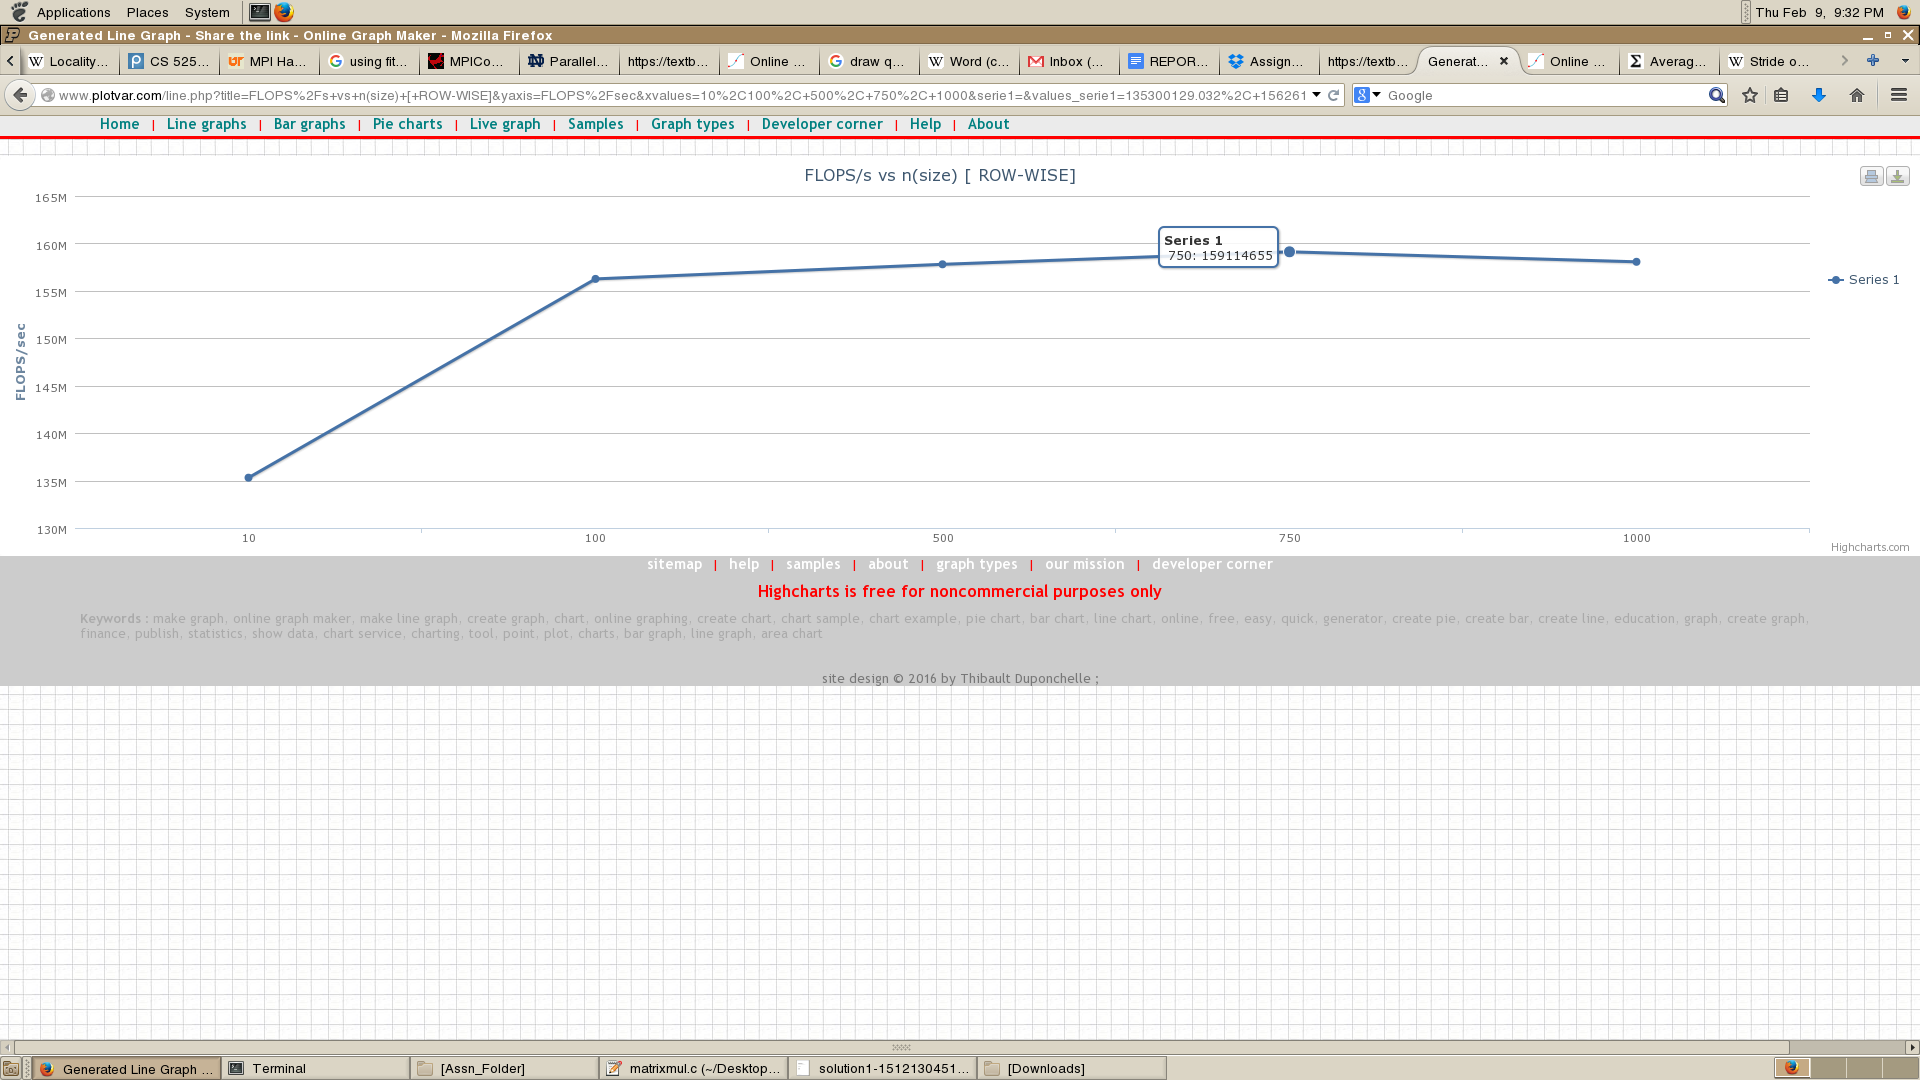 Applications Places System Thu Feb 9, 9:32 PM
Generated Line Graph - Share the link - Online Graph Maker - Mozilla Firefox
Locality... CS 525... MPI Ha... using fit... MPICo... Parallel... https://textb... Online ... draw q... Word (c... Inbox (... REPOR... Assign... https://textb... Generat... Online ... Averag... Stride o...
www.plotvar.com/line.php?title=FLOPS%2Fs+vs+n(size)+[+ROW-WISE]&yaxis=FLOPS%2Fsec&xvalues=10%2C100%2C+500%2C+750%2C+1000&serie1=&values_serie1=135300129.032%2C+156261 Google
Home | Line graphs | Bar graphs | Pie charts | Live graph | Samples | Graph types | Developer corner | Help | About
FLOPS/s vs n(size) [ ROW-WISE]
165M
160M
155M
150M
145M
140M
135M
130M
FLOPS/sec
Series 1
750: 159114655
Series 1
10 100 500 750 1000
Highcharts.com
sitemap | help | samples | about | graph types | our mission | developer corner
Highcharts is free for noncommercial purposes only
Keywords : make graph, online graph maker, make line graph, create graph, chart, online graphing, create chart, chart sample, chart example, pie chart, bar chart, line chart, online, free, easy, quick, generator, create pie, create bar, create line, education, graph, create graph,
finance, publish, statistics, show data, chart service, charting, tool, point, plot, charts, bar graph, line graph, area chart
site design © 2016 by Thibault Duponchelle ;
Generated Line Graph ... Terminal [Assn_Folder] matrixmul.c (~/Desktop... solution1-1512130451... [Downloads]